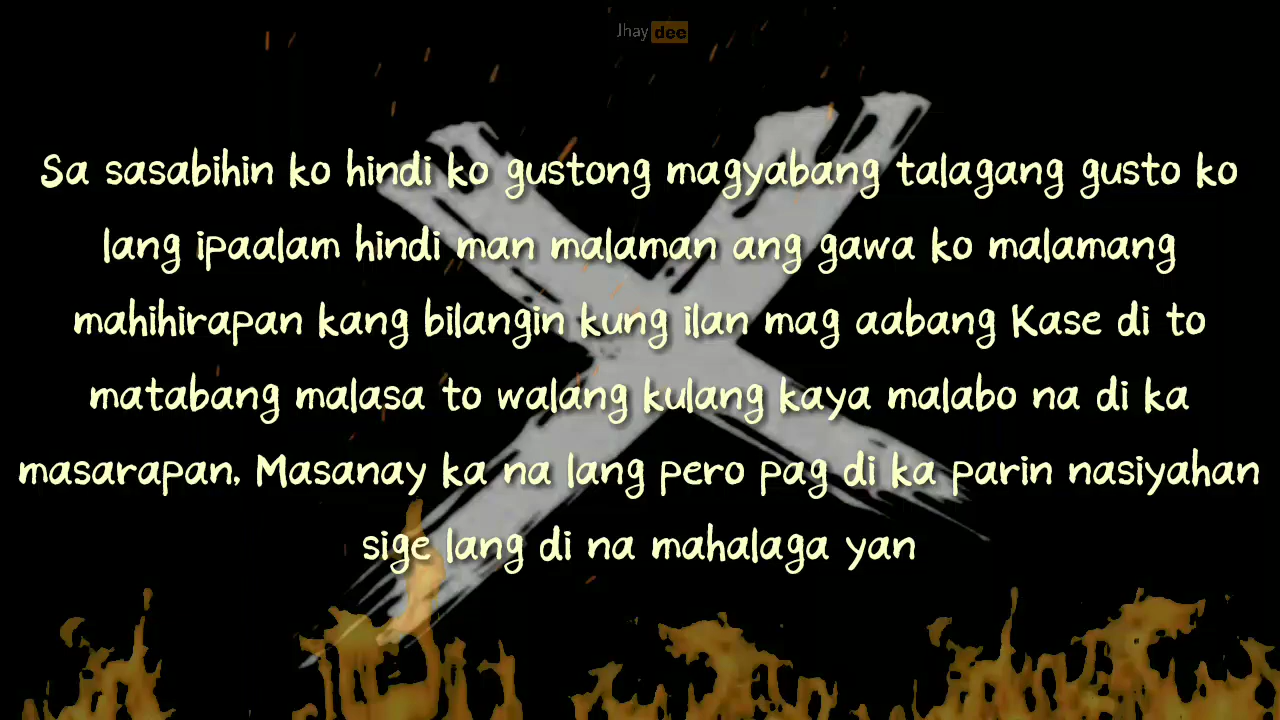 Jhay dee
Sa sasabihin ko hindi ko gustong magyabang talagang gusto ko
lang ipaalam hindi man malaman ang gawa ko malamang
mahihirapan kang bilangin kung ilan mag aabang Kase di to
matabang malasa to walang kulang kaya malabo na di ka
masarapan, Masanay ka na lang pero pag di ka parin nasiyahan
sige lang di na mahalaga yan